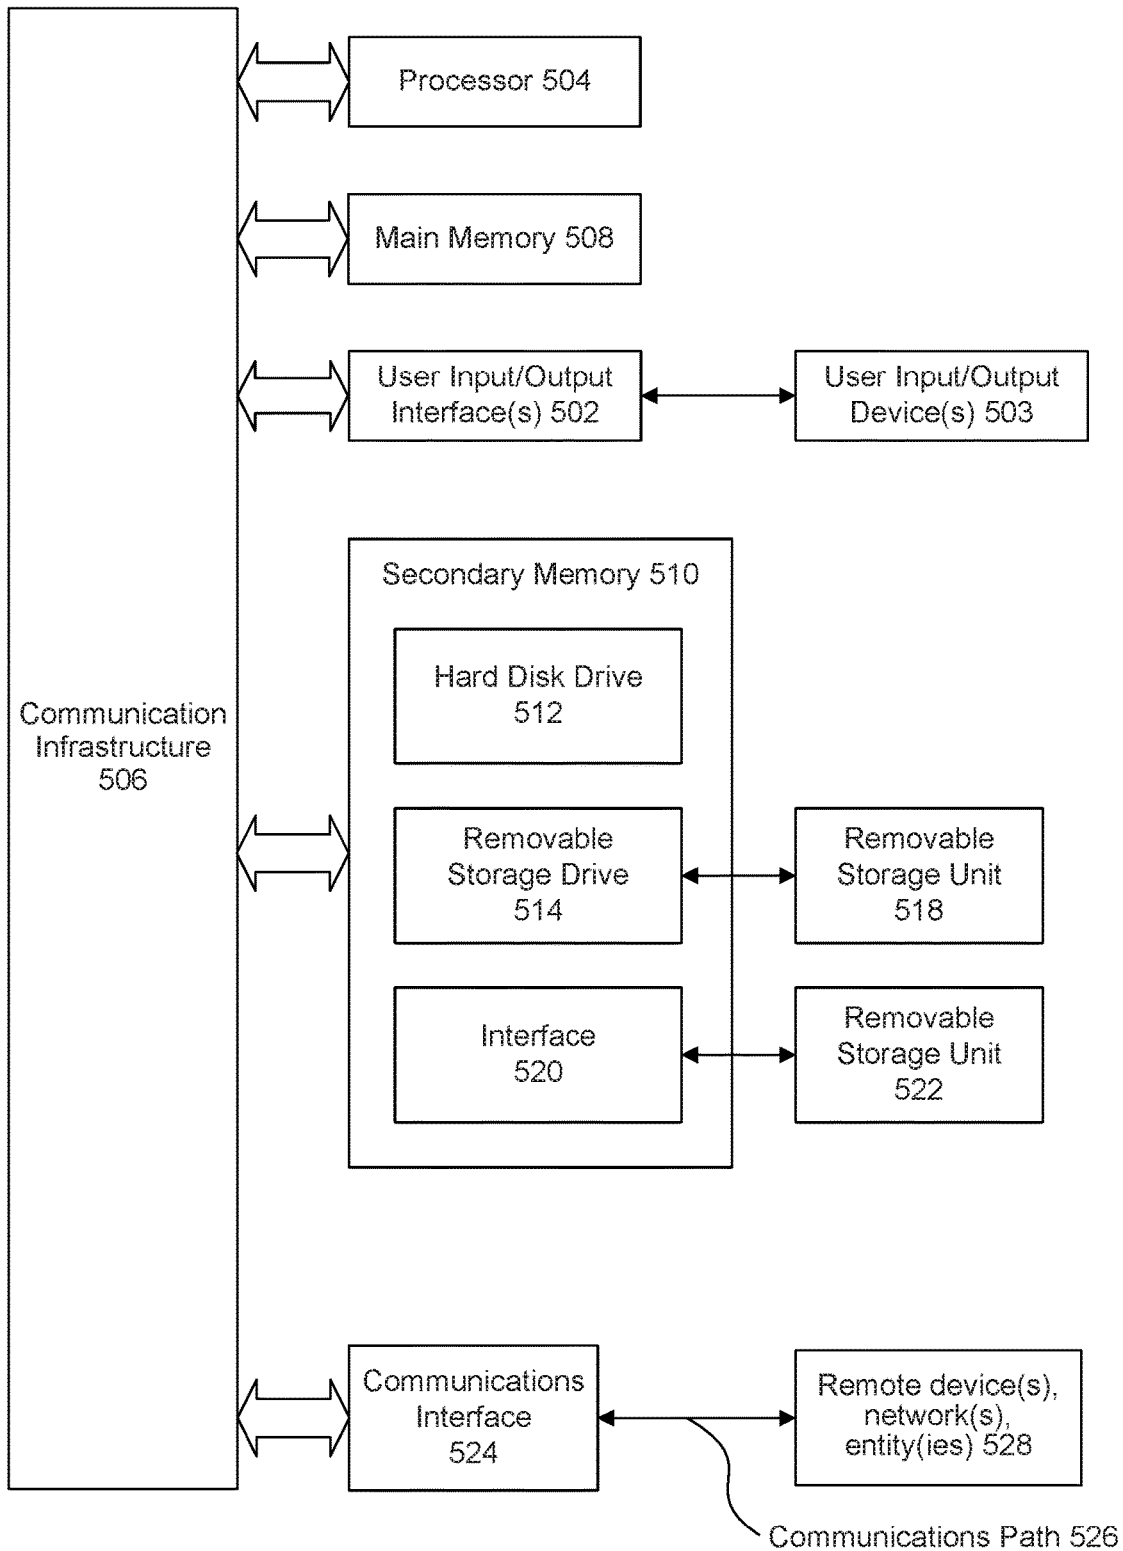 Processor 504
Main Memory 508
User Input/Output
Interface(s) 502
User Input/Output
Device(s) 503
Secondary Memory 510
Hard Disk Drive
512
Communication
Infrastructure
506
Removable
Storage Drive
514
Removable
Storage Unit
518
Interface
520
Removable
Storage Unit
522
Communications
Interface
524
Remote device(s),
network(s),
entity(ies) 528
Communications Path 526